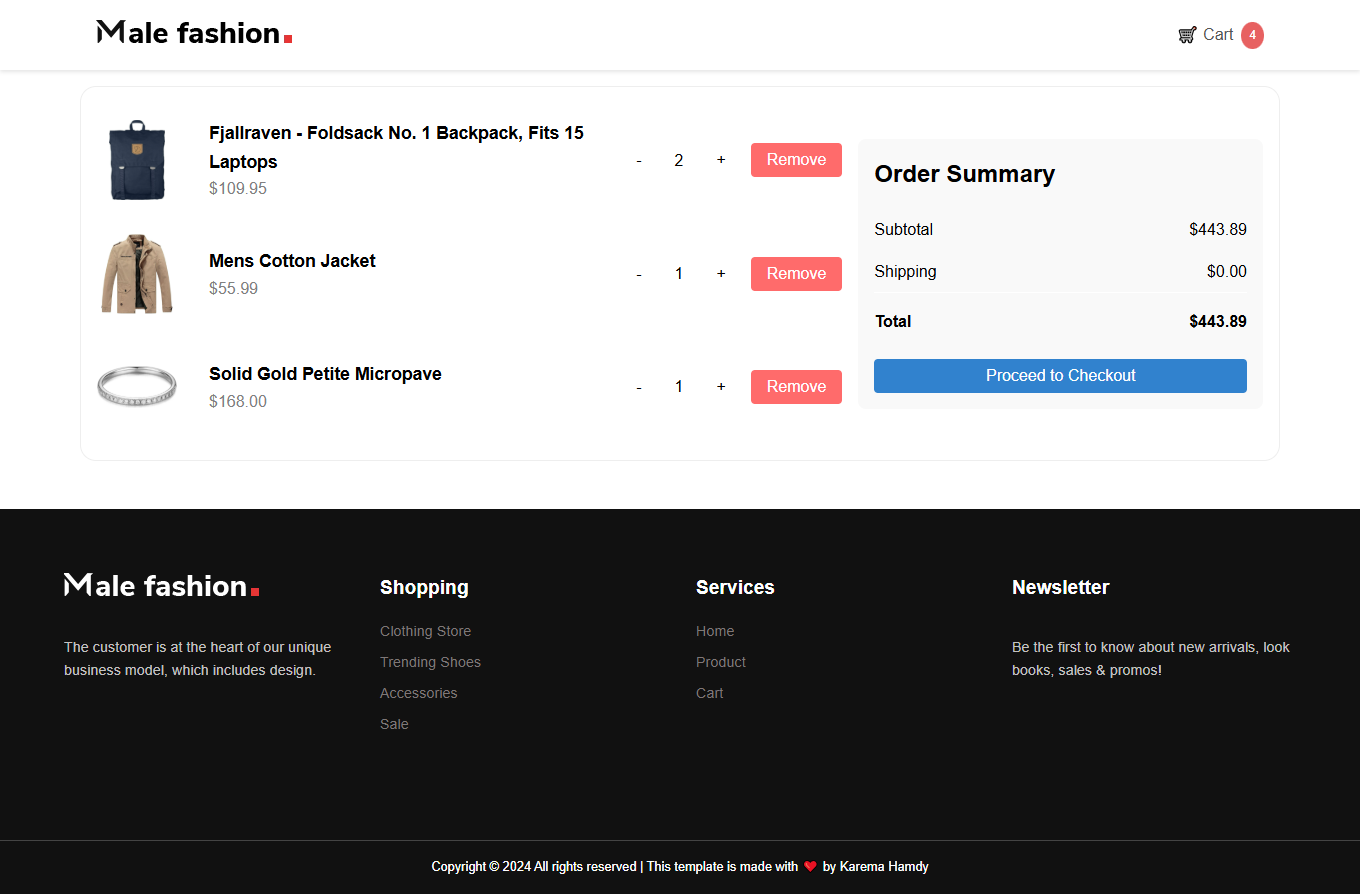 Male fashion.
Cart 4
Fjallraven - Foldsack No. 1 Backpack, Fits 15
Laptops
$109.95
- 2 + Remove
Mens Cotton Jacket
$55.99
- 1 + Remove
Solid Gold Petite Micropave
$168.00
- 1 + Remove
Order Summary
Subtotal $443.89
Shipping $0.00
Total $443.89
Proceed to Checkout
Male fashion.
The customer is at the heart of our unique
business model, which includes design.
Shopping
Clothing Store
Trending Shoes
Accessories
Sale
Services
Home
Product
Cart
Newsletter
Be the first to know about new arrivals, look
books, sales & promos!
Copyright © 2024 All rights reserved | This template is made with ❤ by Karema Hamdy